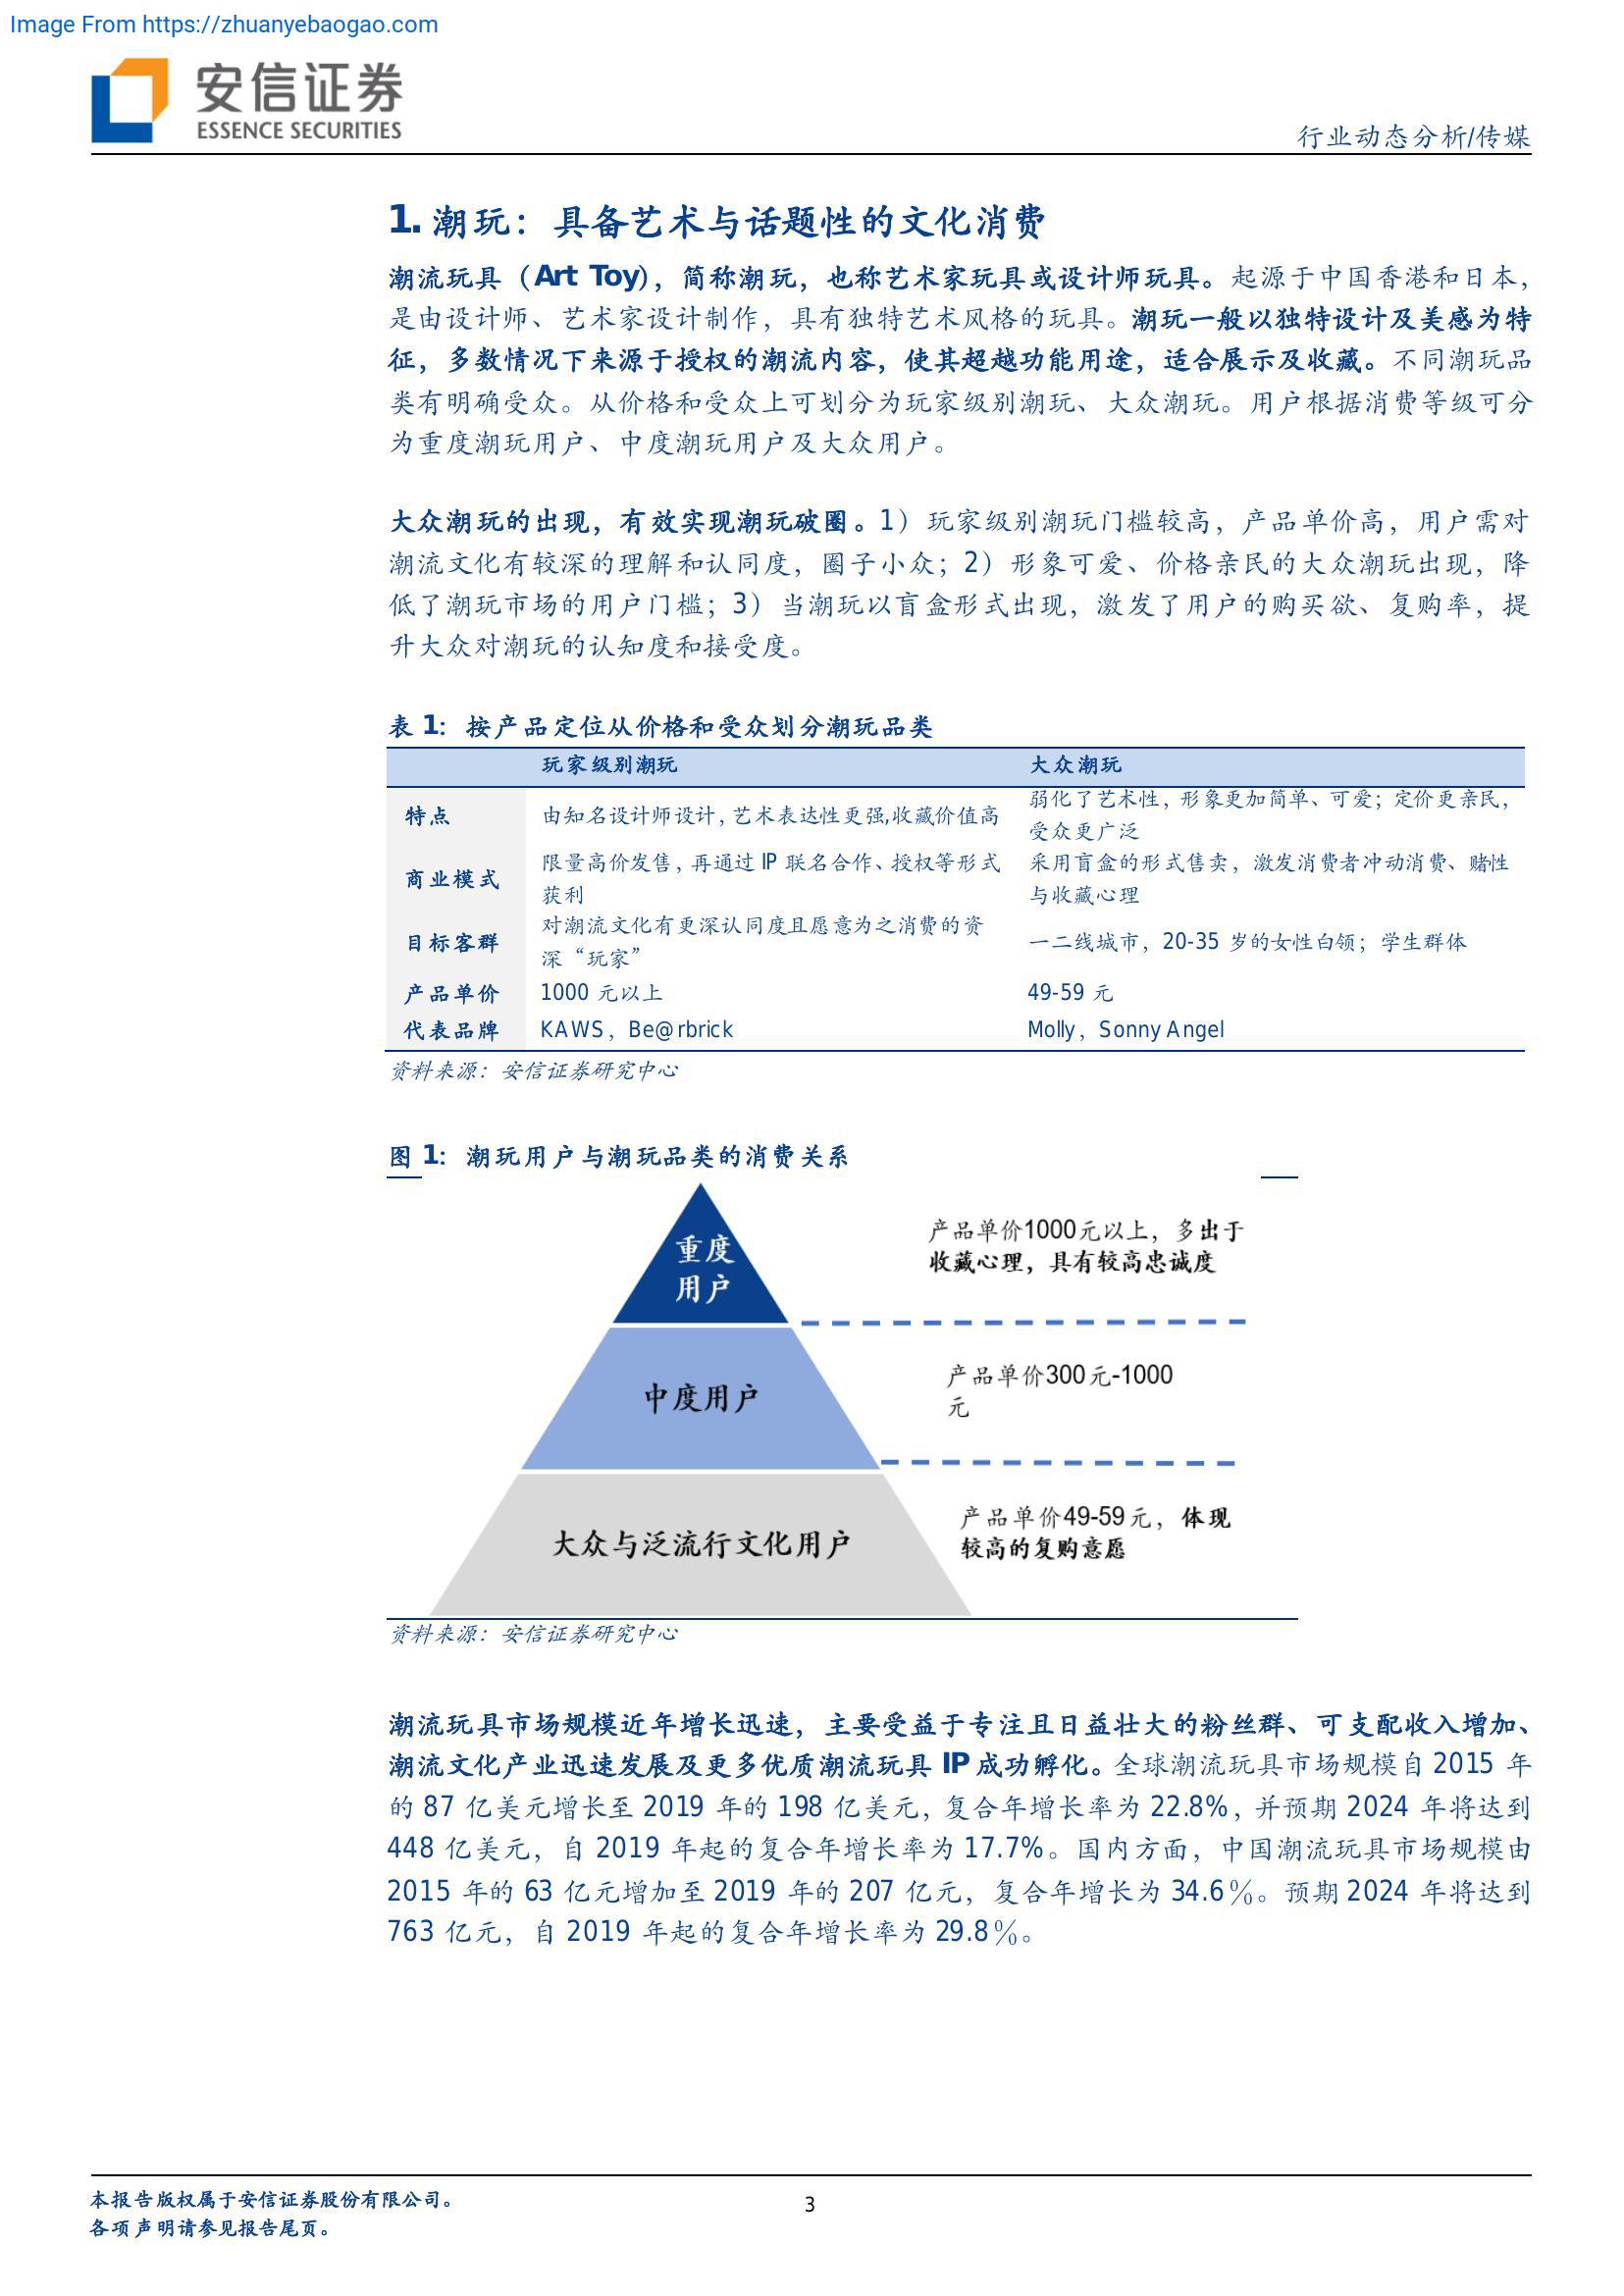 Image From https://zhuanyebaogao.com
安信证券
ESSENCE SECURITIES
行业动态分析/传媒
1. 潮玩：具备艺术与话题性的文化消费
潮流玩具（Art Toy），简称潮玩，也称艺术家玩具或设计师玩具。起源于中国香港和日本，
是由设计师、艺术家设计制作，具有独特艺术风格的玩具。潮玩一般以独特设计及美感为特
征，多数情况下来源于授权的潮流内容，使其超越功能用途，适合展示及收藏。不同潮玩品
类有明确受众。从价格和受众上可划分为玩家级别潮玩、大众潮玩。用户根据消费等级可分
为重度潮玩用户、中度潮玩用户及大众用户。
大众潮玩的出现，有效实现潮玩破圈。1）玩家级别潮玩门槛较高，产品单价高，用户需对
潮流文化有较深的理解和认同度，圈子小众；2）形象可爱、价格亲民的大众潮玩出现，降
低了潮玩市场的用户门槛；3）当潮玩以盲盒形式出现，激发了用户的购买欲、复购率，提
升大众对潮玩的认知度和接受度。
表 1：按产品定位从价格和受众划分潮玩品类
玩家级别潮玩 大众潮玩
特点 由知名设计师设计，艺术表达性更强,收藏价值高 弱化了艺术性，形象更加简单、可爱；定价更亲民，
受众更广泛
商业模式 限量高价发售，再通过 IP 联名合作、授权等形式 采用盲盒的形式售卖，激发消费者冲动消费、赌性
获利 与收藏心理
目标客群 对潮流文化有更深认同度且愿意为之消费的资 一二线城市，20-35 岁的女性白领；学生群体
深“玩家”
产品单价 1000 元以上 49-59 元
代表品牌 KAWS，Be@rbrick Molly，Sonny Angel
资料来源：安信证券研究中心
图 1：潮玩用户与潮玩品类的消费关系
重度
用户
产品单价1000元以上，多出于
收藏心理，具有较高忠诚度
中度用户
产品单价300元-1000
元
大众与泛流行文化用户
产品单价49-59元，体现
较高的复购意愿
资料来源：安信证券研究中心
潮流玩具市场规模近年增长迅速，主要受益于专注且日益壮大的粉丝群、可支配收入增加、
潮流文化产业迅速发展及更多优质潮流玩具 IP 成功孵化。全球潮流玩具市场规模自 2015 年
的 87 亿美元增长至 2019 年的 198 亿美元，复合年增长率为 22.8%，并预期 2024 年将达到
448 亿美元，自 2019 年起的复合年增长率为 17.7%。国内方面，中国潮流玩具市场规模由
2015 年的 63 亿元增加至 2019 年的 207 亿元，复合年增长为 34.6％。预期 2024 年将达到
763 亿元，自 2019 年起的复合年增长率为 29.8％。
本报告版权属于安信证券股份有限公司。
各项声明请参见报告尾页。
3